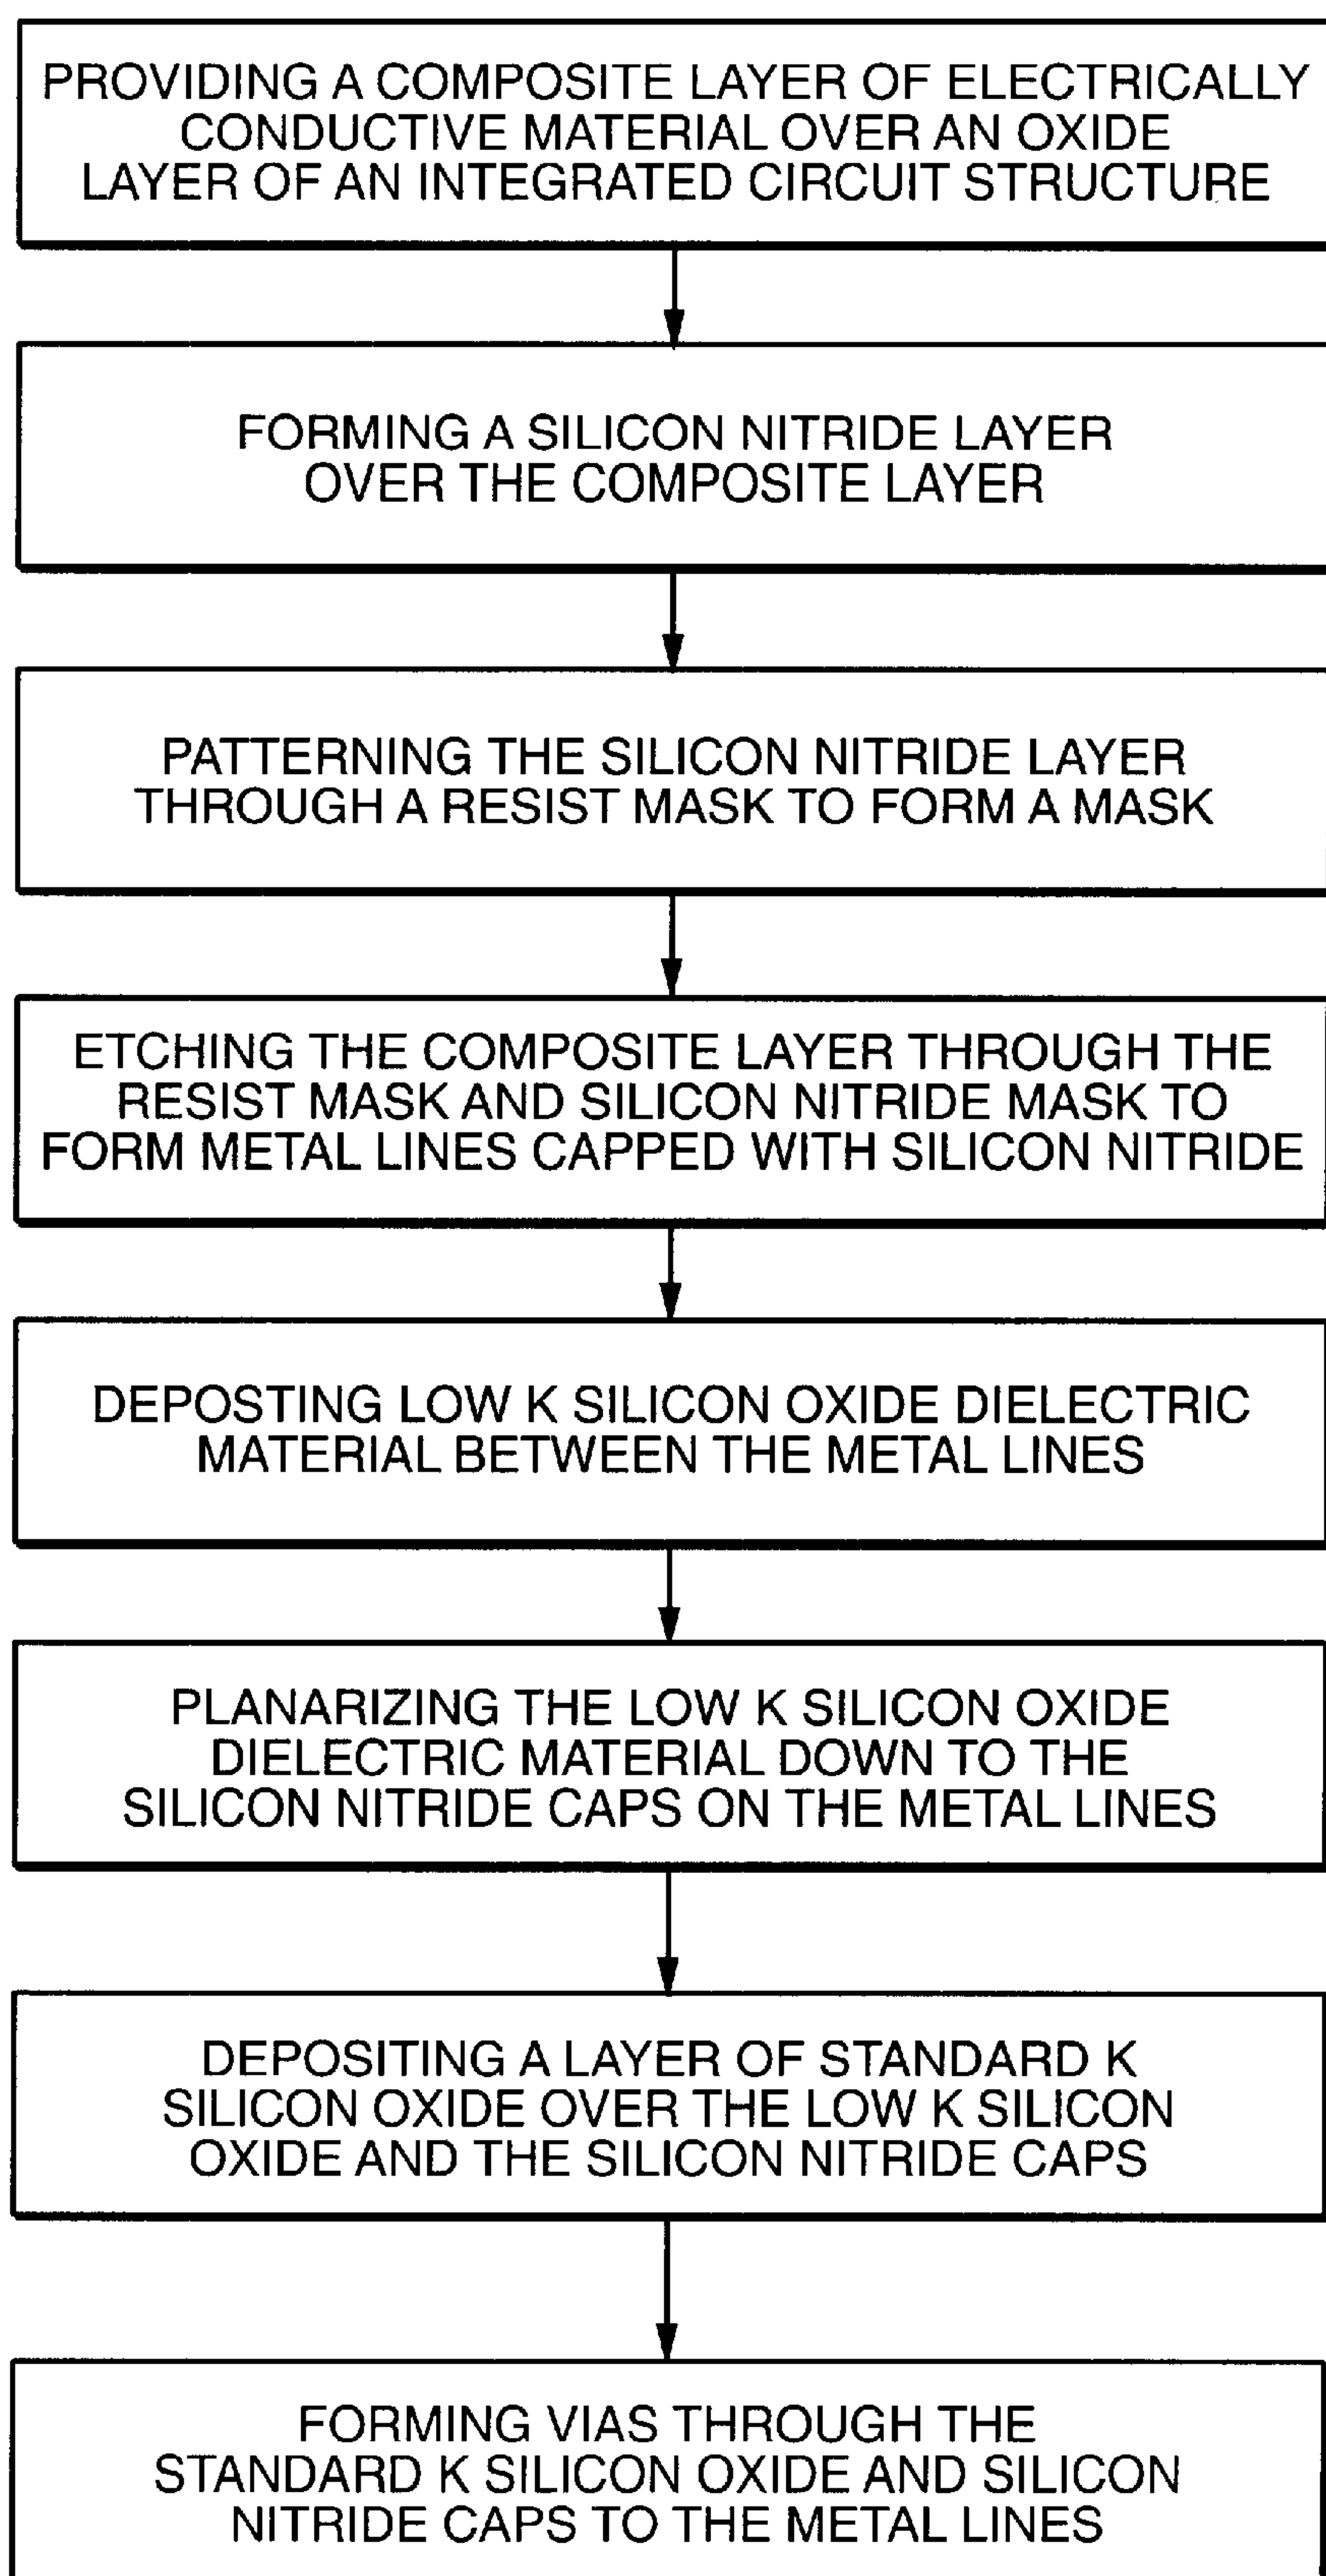 PROVIDING A COMPOSITE LAYER OF ELECTRICALLY
CONDUCTIVE MATERIAL OVER AN OXIDE
LAYER OF AN INTEGRATED CIRCUIT STRUCTURE
FORMING A SILICON NITRIDE LAYER
OVER THE COMPOSITE LAYER
PATTERNING THE SILICON NITRIDE LAYER
THROUGH A RESIST MASK TO FORM A MASK
ETCHING THE COMPOSITE LAYER THROUGH THE
RESIST MASK AND SILICON NITRIDE MASK TO
FORM METAL LINES CAPPED WITH SILICON NITRIDE
DEPOSTING LOW K SILICON OXIDE DIELECTRIC
MATERIAL BETWEEN THE METAL LINES
PLANARIZING THE LOW K SILICON OXIDE
DIELECTRIC MATERIAL DOWN TO THE
SILICON NITRIDE CAPS ON THE METAL LINES
DEPOSITING A LAYER OF STANDARD K
SILICON OXIDE OVER THE LOW K SILICON
OXIDE AND THE SILICON NITRIDE CAPS
FORMING VIAS THROUGH THE
STANDARD K SILICON OXIDE AND SILICON
NITRIDE CAPS TO THE METAL LINES